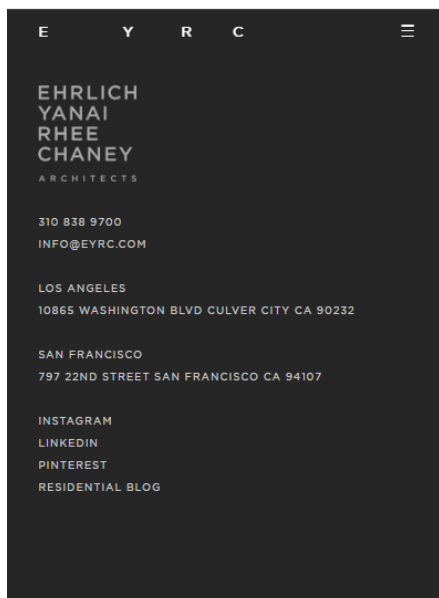 E Y R C
EHRLICH
YANAI
RHEE
CHANEY
ARCHITECTS
310 838 9700
INFO@EYRC.COM
LOS ANGELES
10865 WASHINGTON BLVD CULVER CITY CA 90232
SAN FRANCISCO
797 22ND STREET SAN FRANCISCO CA 94107
INSTAGRAM
LINKEDIN
PINTEREST
RESIDENTIAL BLOG